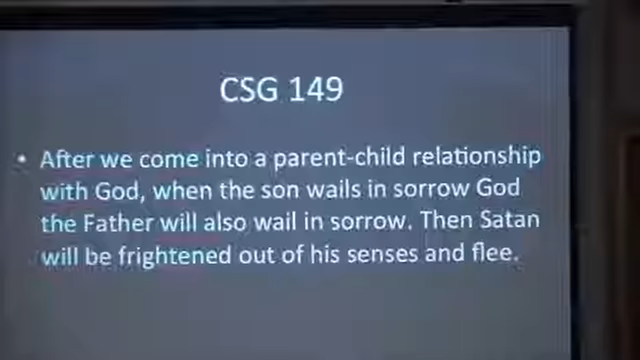 CSG 149
• After we come into a parent-child relationship
with God, when the son wails in sorrow God
the Father will also wail in sorrow. Then Satan
will be frightened out of his senses and flee.